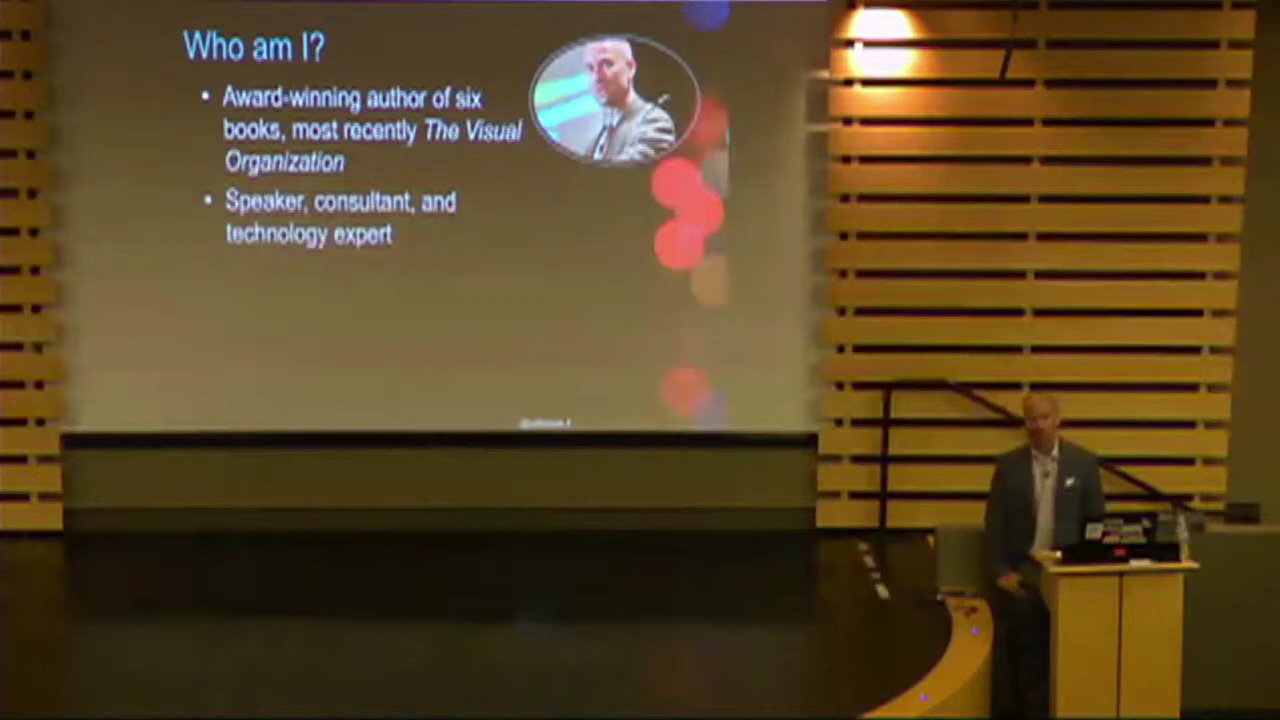 Who am I?
• Award-winning author of six
books, most recently The Visual
Organization
• Speaker, consultant, and
technology expert